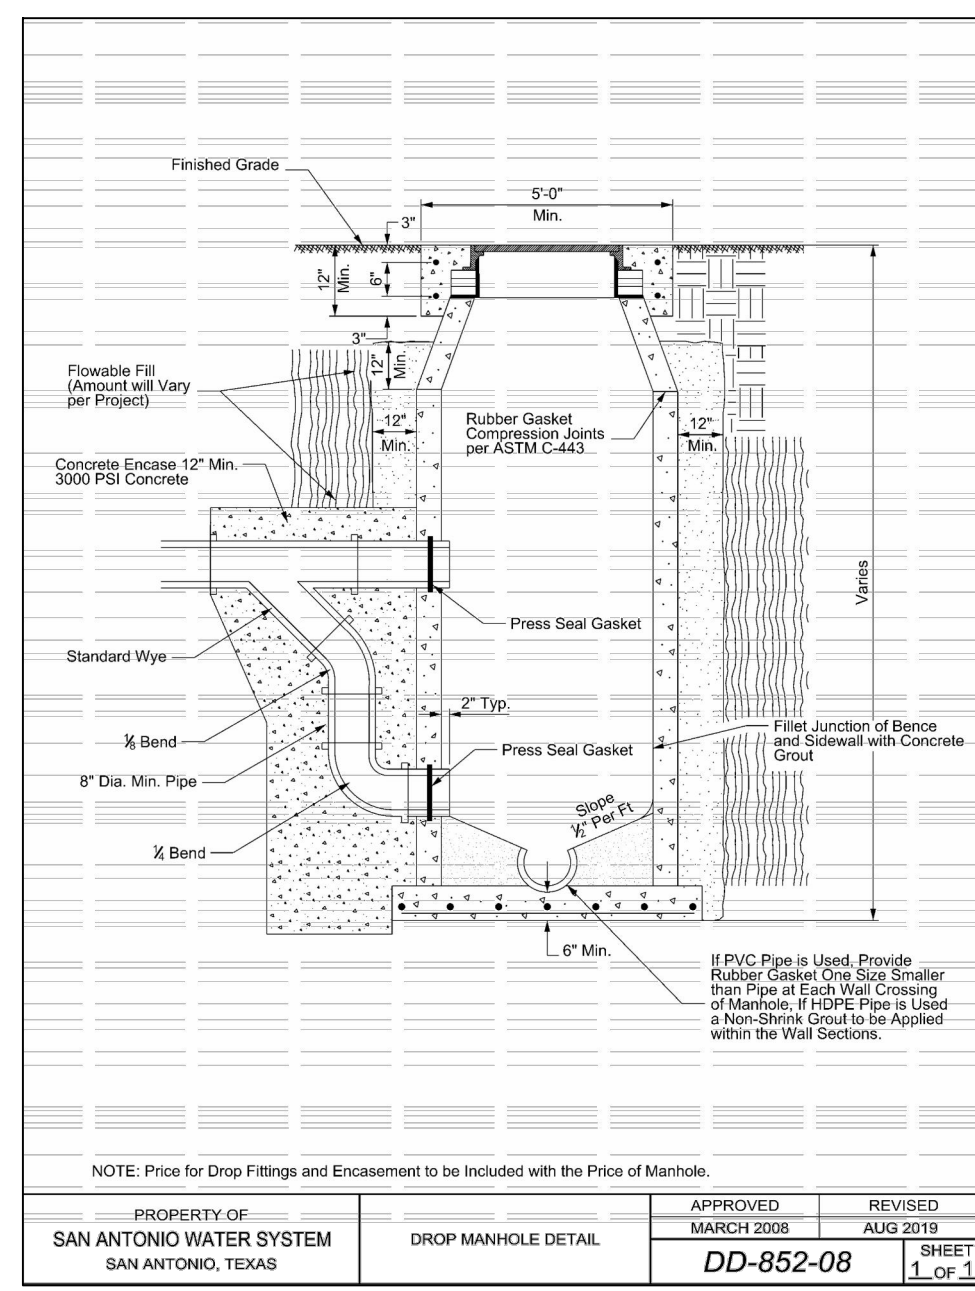 Finished Grade
5'-0"
Min.
3"
12"
Min.
6"
3"
12"
Min.
Flowable Fill
(Amount will Vary
per Project)
12"
Min.
Rubber Gasket
Compression Joints
per ASTM C-443
12"
Min.
Concrete Encase 12" Min.
3000 PSI Concrete
Varies
Press Seal Gasket
Standard Wye
2" Typ.
Fillet Junction of Bence
and Sidewall with Concrete
Grout
⅛ Bend
Press Seal Gasket
8" Dia. Min. Pipe
Slope
½" Per Ft
¼ Bend
6" Min.
If PVC Pipe is Used, Provide
Rubber Gasket One Size Smaller
than Pipe at Each Wall Crossing
of Manhole, If HDPE Pipe is Used
a Non-Shrink Grout to be Applied
within the Wall Sections.
NOTE: Price for Drop Fittings and Encasement to be Included with the Price of Manhole.
PROPERTY OF
SAN ANTONIO WATER SYSTEM
SAN ANTONIO, TEXAS
DROP MANHOLE DETAIL
APPROVED
MARCH 2008
REVISED
AUG 2019
DD-852-08
SHEET
1 OF 1